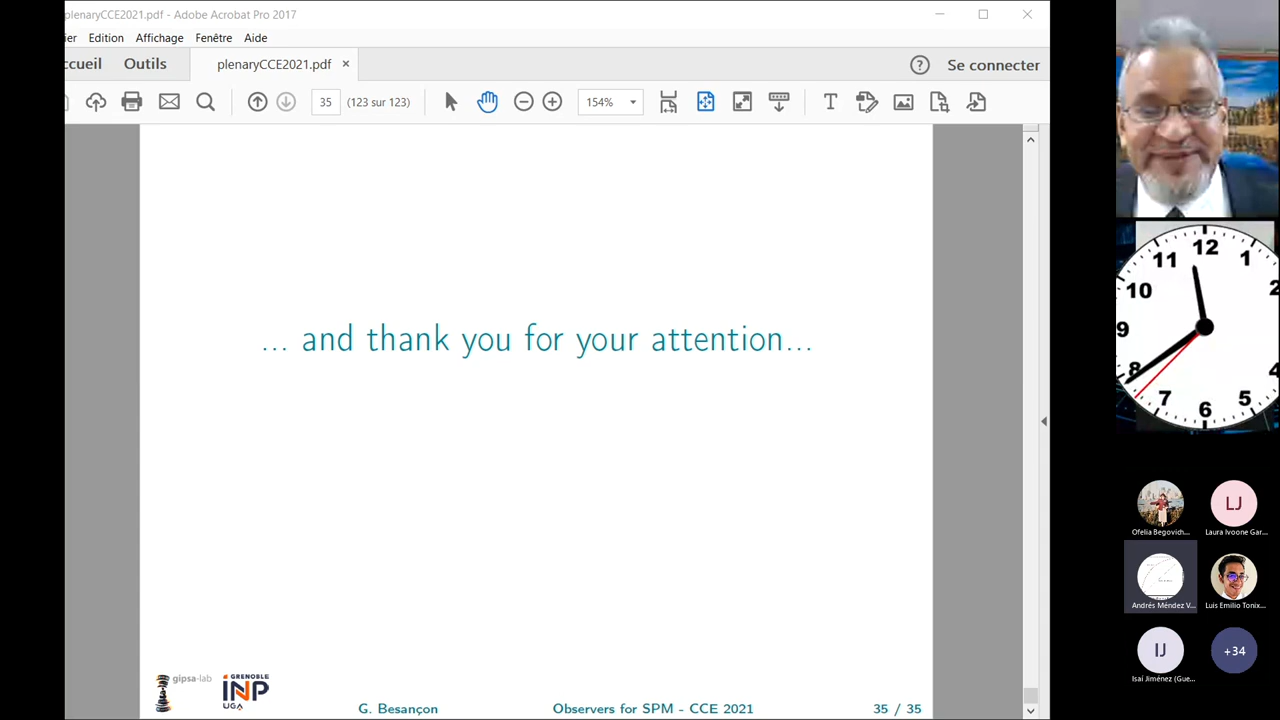 plenaryCCE2021.pdf - Adobe Acrobat Pro 2017
ier Edition Affichage Fenêtre Aide
ccueil Outils plenaryCCE2021.pdf × ? Se connecter
35 (123 sur 123) 154%
... and thank you for your attention...
gipsa-lab
GRENOBLE
INP
UGA
G. Besançon Observers for SPM - CCE 2021 35 / 35
12
11 1
10 2
9
8 4
7 5
6
LJ
Ofelia Begovich... Laura Ivoone Gar...
Andrés Méndez V... Luis Emilio Tonix...
IJ +34
Isaí Jiménez (Gue...